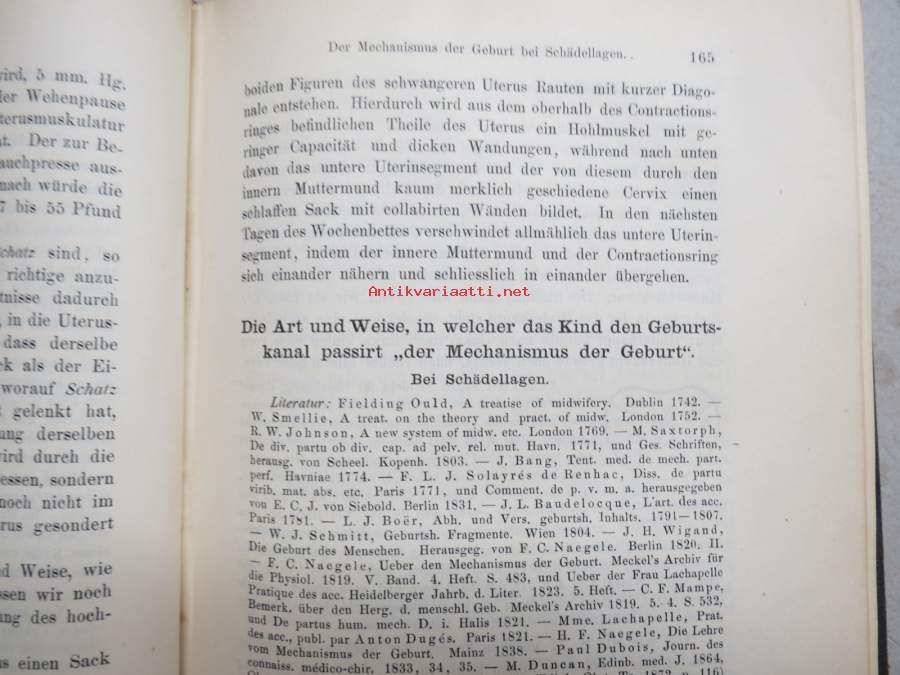 wird, 5 mm. Hg.
der Wehenpause
terusmuskulatur
Der zur Be-
auchpresse aus-
nach würde die
7 bis 55 Pfund
Schatz sind, so
richtige anzu-
tnisse dadurch
in die Uterus-
dass derselbe
ck als der Ei-
worauf Schatz
gelenkt hat,
ung derselben
wird durch die
essen, sondern
noch nicht im
rus gesondert
nd Weise, wie
ssen wir noch
ng des hoch-
us einen Sack
Der Mechanismus der Geburt bei Schädellagen. 165
beiden Figuren des schwangeren Uterus Rauten mit kurzer Diago-
nale entstehen. Hierdurch wird aus dem oberhalb des Contractions-
ringes befindlichen Theile des Uterus ein Hohlmuskel mit ge-
ringer Capacität und dicken Wandungen, während nach unten
davon das untere Uterinsegment und der von diesem durch den
innern Muttermund kaum merklich geschiedene Cervix einen
schlaffen Sack mit collabirten Wänden bildet. In den nächsten
Tagen des Wochenbettes verschwindet allmählich das untere Uterin-
segment, indem der innere Muttermund und der Contractionsring
sich einander nähern und schliesslich in einander übergehen.
Antikvariaatti.net
Die Art und Weise, in welcher das Kind den Geburts-
kanal passirt „der Mechanismus der Geburt“.
Bei Schädellagen.
Literatur: Fielding Ould, A treatise of midwifery. Dublin 1742. —
W. Smellie, A treat. on the theory and pract. of midw. London 1752. —
R. W. Johnson, A new system of midw. etc. London 1769. — M. Saxtorph,
De div. partu ob div. cap. ad pelv. rel. mut. Havn. 1771, und Ges. Schriften,
herausg. von Scheel. Kopenh. 1803. — J. Bang, Tent. med. de mech. part.
perf. Havniae 1774. — F. L. J. Solayrés de Renhac, Diss. de partu
virib. mat. abs. etc. Paris 1771, und Comment. de p. v. m. a. herausgegeben
von E. C. J. von Siebold. Berlin 1831. — J. L. Baudelocque, L'art. des acc.
Paris 1781. — L. J. Boër, Abh. und Vers. geburtsh. Inhalts. 1791—1807.
— W. J. Schmitt, Geburtsh. Fragmente. Wien 1804. — J. H. Wigand,
Die Geburt des Menschen. Herausgeg. von F. C. Naegele. Berlin 1820. II.
— F. C. Naegele, Ueber den Mechanismus der Geburt. Meckel's Archiv für
die Physiol. 1819. V. Band. 4. Heft. S. 483, und Ueber der Frau Lachapelle
Pratique des acc. Heidelberger Jahrb. d. Liter. 1823. 5. Heft. — C. F. Mampe,
Bemerk. über den Herg. d. menschl. Geb. Meckel's Archiv 1819. 5. 4. S. 532,
und De partus hum. mech. D. i. Halis 1821. — Mme. Lachapelle, Prat.
des acc., publ. par Anton Dugés. Paris 1821. — H. F. Naegele, Die Lehre
vom Mechanismus der Geburt. Mainz 1838. — Paul Dubois, Journ. des
connaiss. médico-chir. 1833, 34, 35. — M. Duncan, Edinb. med. J. 1864,